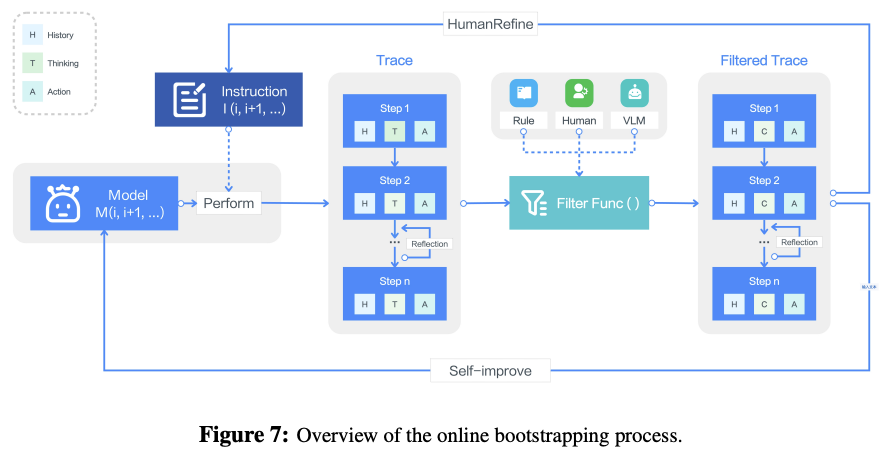 HumanRefine
H History
T Thinking
A Action
Trace
Filtered Trace
Instruction
I (i, i+1, ...)
Rule
Human
VLM
Step 1
H T A
Step 1
H C A
Model
M(i, i+1, ...)
Perform
Step 2
H T A
Filter Func ( )
Step 2
H C A
...
Reflection
...
Reflection
Step n
H T A
Step n
H C A
Self-improve
Figure 7: Overview of the online bootstrapping process.